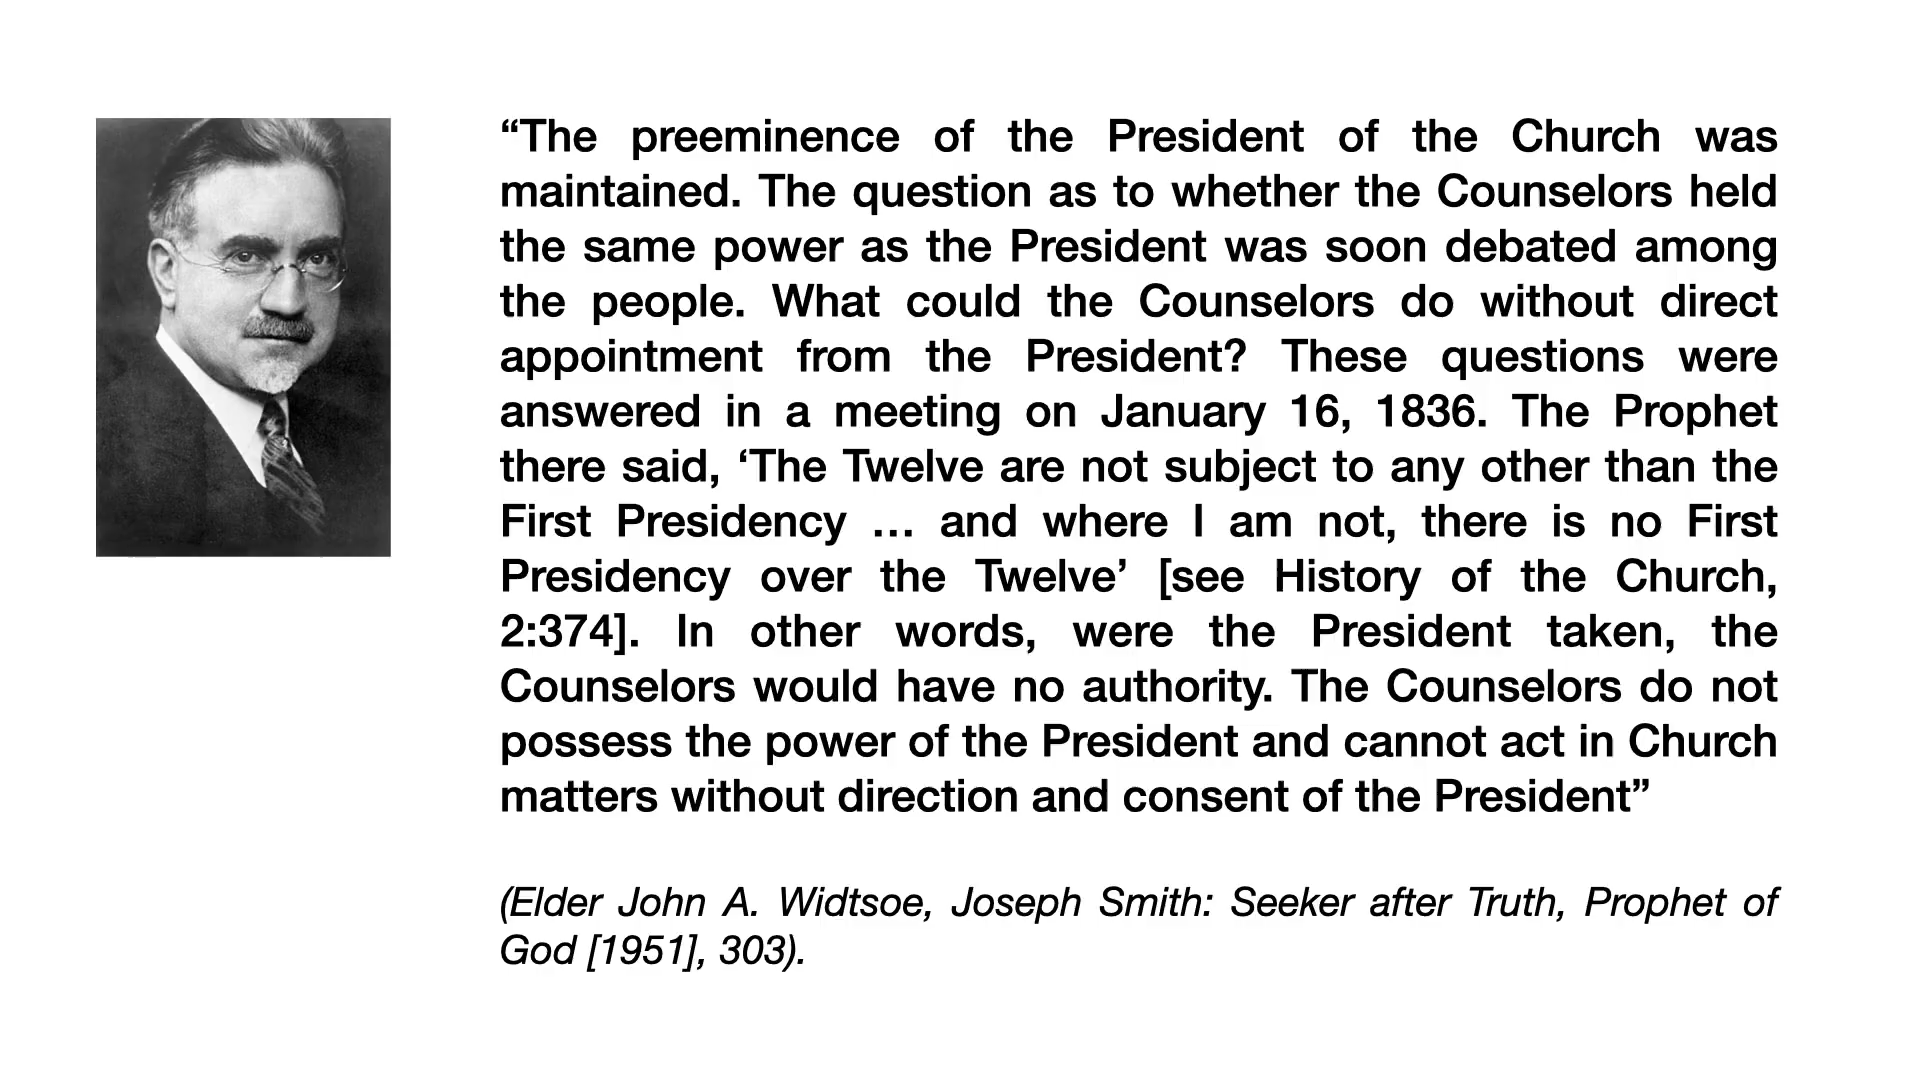 “The preeminence of the President of the Church was
maintained. The question as to whether the Counselors held
the same power as the President was soon debated among
the people. What could the Counselors do without direct
appointment from the President? These questions were
answered in a meeting on January 16, 1836. The Prophet
there said, ‘The Twelve are not subject to any other than the
First Presidency … and where I am not, there is no First
Presidency over the Twelve’ [see History of the Church,
2:374]. In other words, were the President taken, the
Counselors would have no authority. The Counselors do not
possess the power of the President and cannot act in Church
matters without direction and consent of the President”
(Elder John A. Widtsoe, Joseph Smith: Seeker after Truth, Prophet of
God [1951], 303).